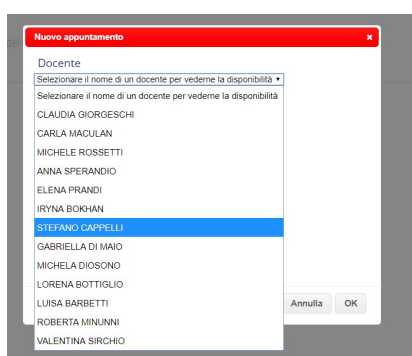 del
Nuovo appuntamento ×
Docente
Selezionare il nome di un docente per vederne la disponibilità
Selezionare il nome di un docente per vederne la disponibilità
CLAUDIA GIORGESCHI
CARLA MACULAN
MICHELE ROSSETTI
ANNA SPERANDIO
ELENA PRANDI
IRYNA BOKHAN
STEFANO CAPPELLI
GABRIELLA DI MAIO
MICHELA DIOSONO
LORENA BOTTIGLIO
LUISA BARBETTI
Annulla OK
ROBERTA MINUNNI
VALENTINA SIRCHIO